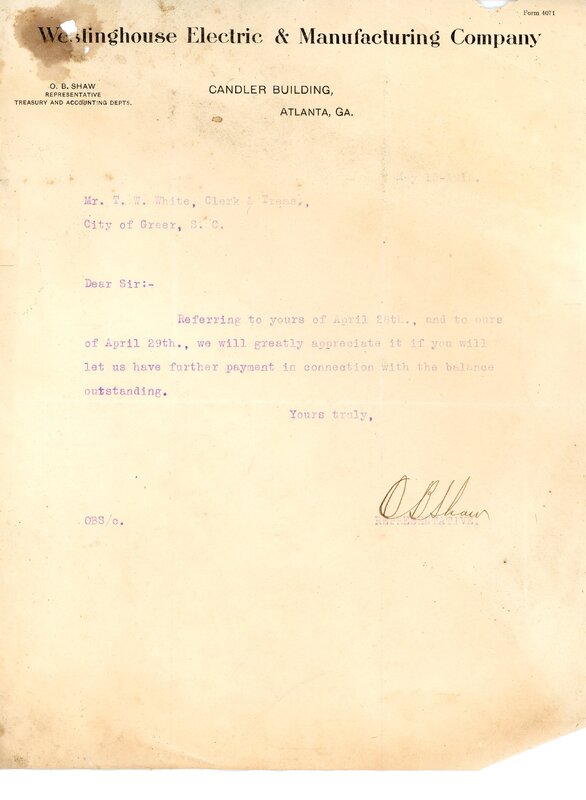 Form 4071
Westinghouse Electric & Manufacturing Company
O. B. SHAW
REPRESENTATIVE
TREASURY AND ACCOUNTING DEPTS.
CANDLER BUILDING,
ATLANTA, GA.
Mr. T. W. White, Clerk & Treas.,
City of Greer, S. C.
Dear Sir:-
Referring to yours of April 28th., and to ours
of April 29th., we will greatly appreciate it if you will
let us have further payment in connection with the balance
outstanding.
Yours truly,
O B Shaw
OBS/c.
REPRESENTATIVE.